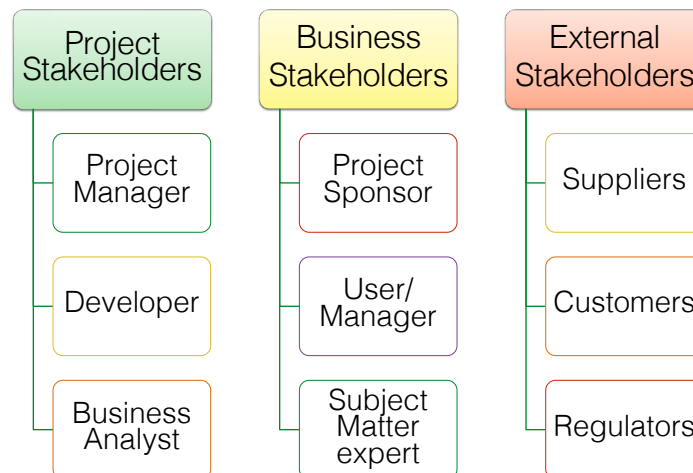 Project
Stakeholders
Project
Manager
Developer
Business
Analyst
Business
Stakeholders
Project
Sponsor
User/
Manager
Subject
Matter
expert
External
Stakeholders
Suppliers
Customers
Regulators